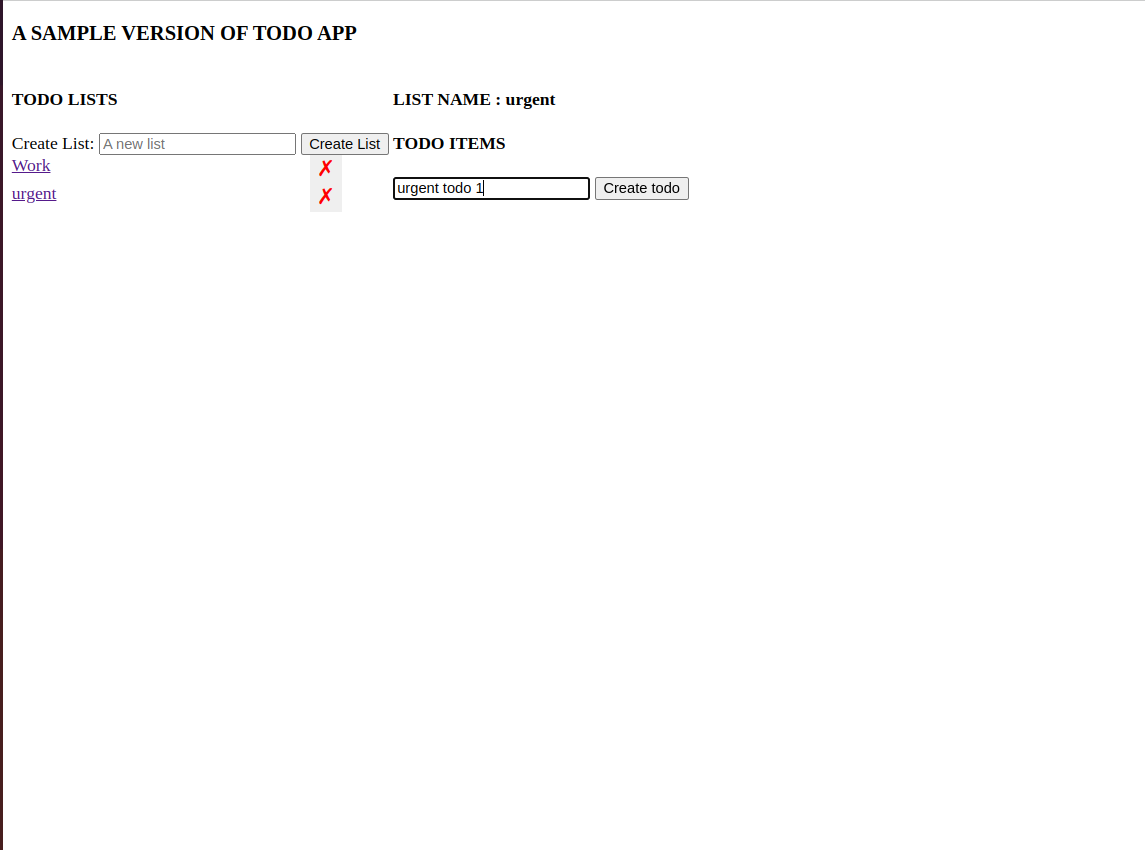 A SAMPLE VERSION OF TODO APP
TODO LISTS
Create List: A new list Create List
Work ✗
urgent ✗
LIST NAME : urgent
TODO ITEMS
urgent todo 1 Create todo